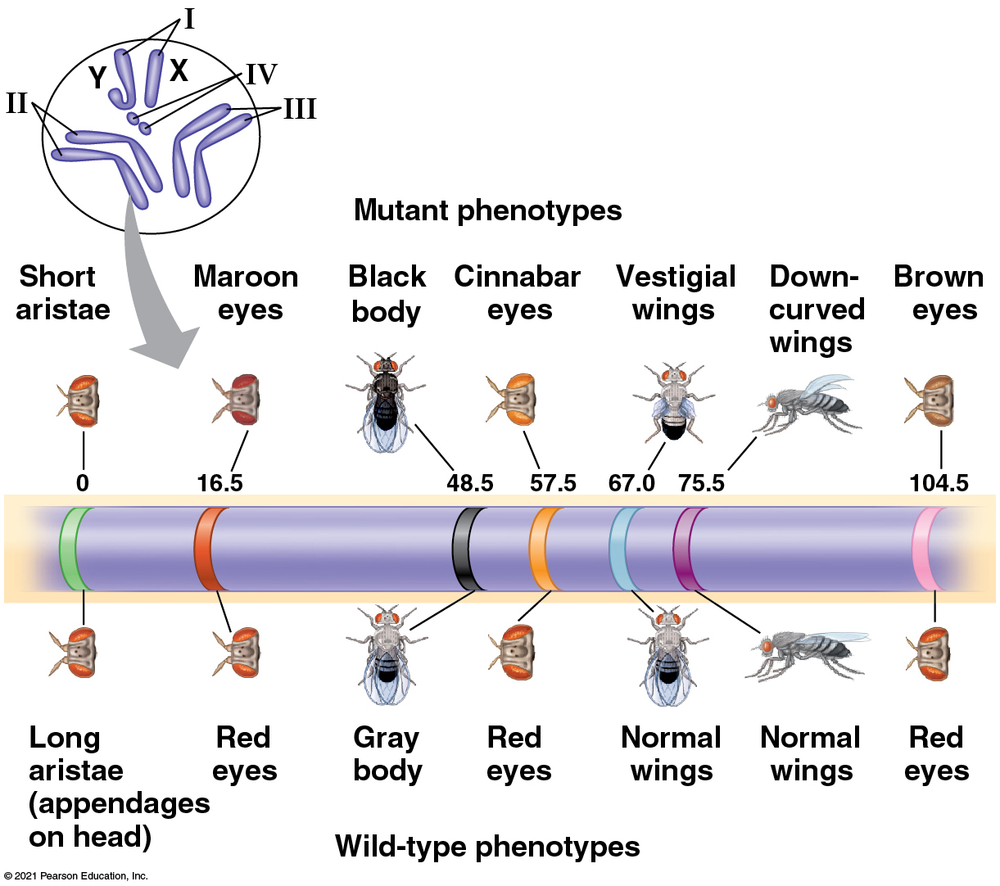 I
Y
X
IV
II
III
Mutant phenotypes
Short
aristae
Maroon
eyes
Black
body
Cinnabar
eyes
Vestigial
wings
Down-
curved
wings
Brown
eyes
0
16.5
48.5
57.5
67.0
75.5
104.5
Long
aristae
(appendages
on head)
Red
eyes
Gray
body
Red
eyes
Normal
wings
Normal
wings
Red
eyes
Wild-type phenotypes
© 2021 Pearson Education, Inc.